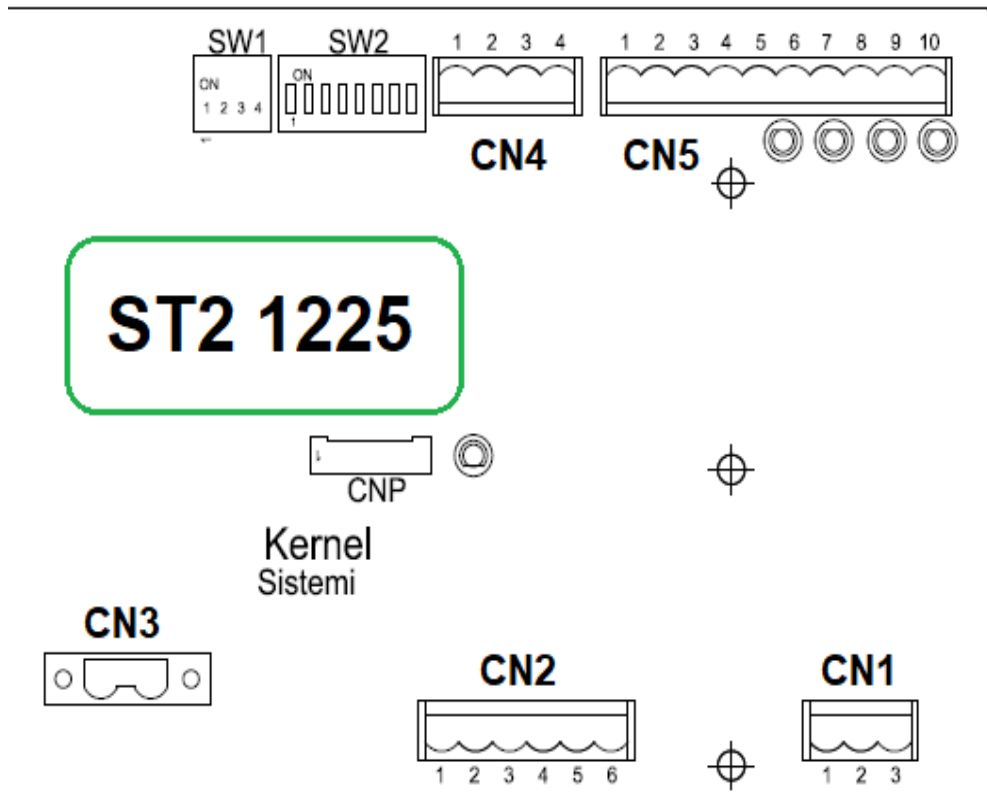 SW1 SW2 1 2 3 4 1 2 3 4 5 6 7 8 9 10
ON ON
1 2 3 4
1
CN4 CN5
ST2 1225
1
CNP
Kernel
Sistemi
CN3
CN2 CN1
1 2 3 4 5 6 1 2 3